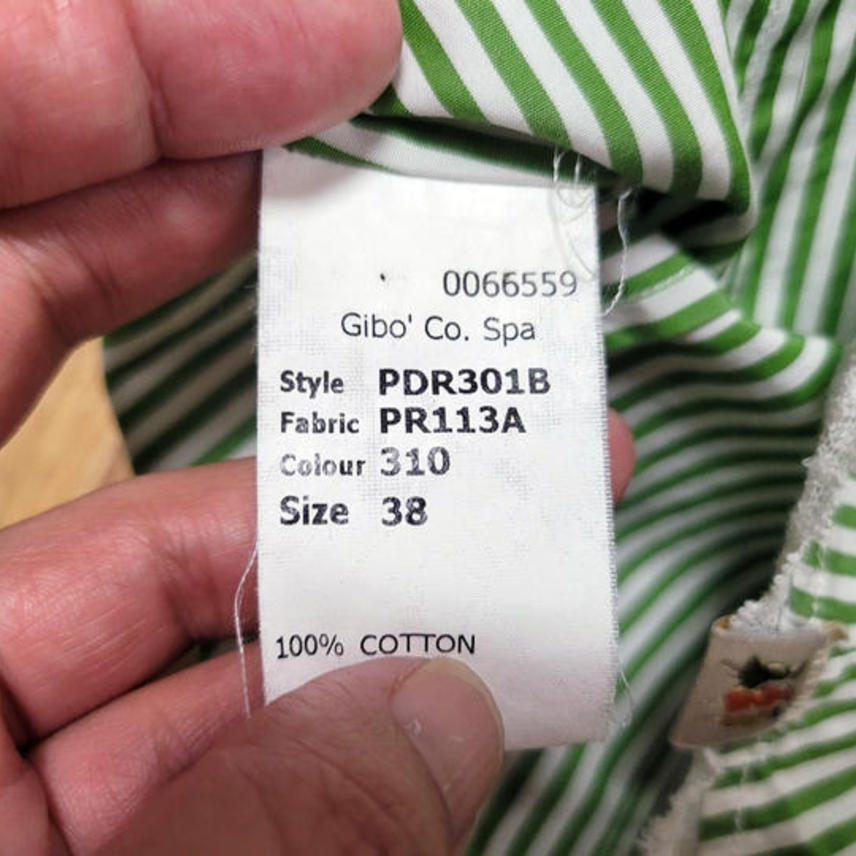 0066559
Gibo' Co. Spa
Style PDR301B
Fabric PR113A
Colour 310
Size 38
100% COTTON